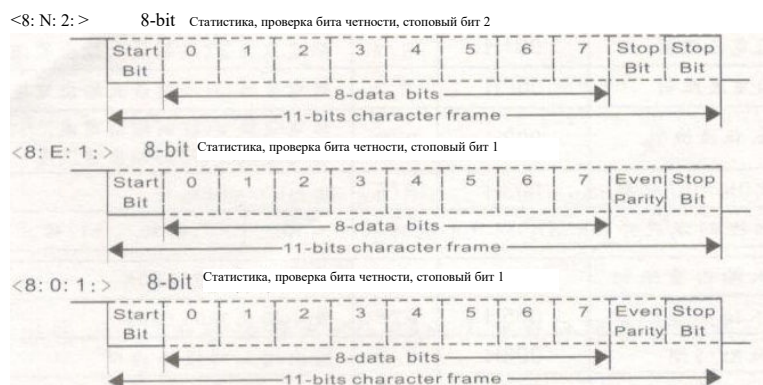 <8: N: 2: > 8-bit Статистика, проверка бита четности, стоповый бит 2
Start Bit 0 1 2 3 4 5 6 7 Stop Bit Stop Bit
8-data bits
11-bits character frame
<8: E: 1: > 8-bit Статистика, проверка бита четности, стоповый бит 1
Start Bit 0 1 2 3 4 5 6 7 Even Parity Stop Bit
8-data bits
11-bits character frame
<8: 0: 1: > 8-bit Статистика, проверка бита четности, стоповый бит 1
Start Bit 0 1 2 3 4 5 6 7 Even Parity Stop Bit
8-data bits
11-bits character frame